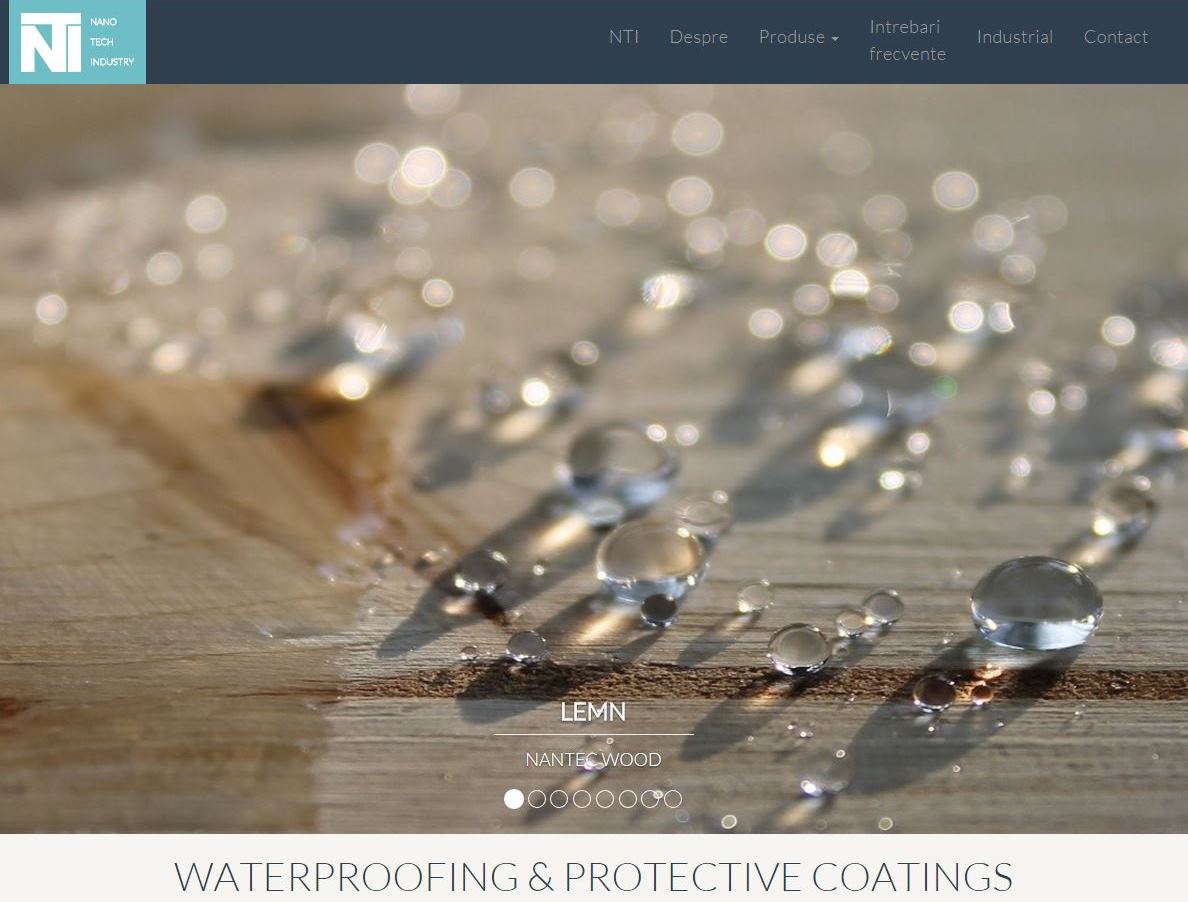 NTI
NANO
TECH
INDUSTRY
NTI
Despre
Produse
Intrebari
frecvente
Industrial
Contact
LEMN
NANTEC WOOD
WATERPROOFING & PROTECTIVE COATINGS